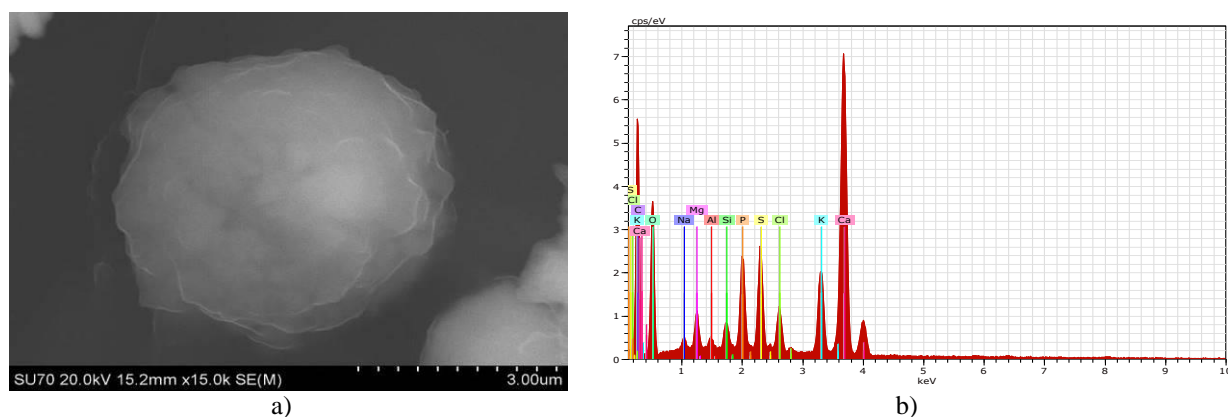 SU70 20.0kV 15.2mm x15.0k SE(M)
3.00um
a)
cps/eV
7
6
5
4
3
2
1
0
S
Cl
C
K
Ca
O
Na
Mg
Al
Si
P
S
Cl
K
Ca
1 2 3 4 5 6 7 8 9 10
keV
b)